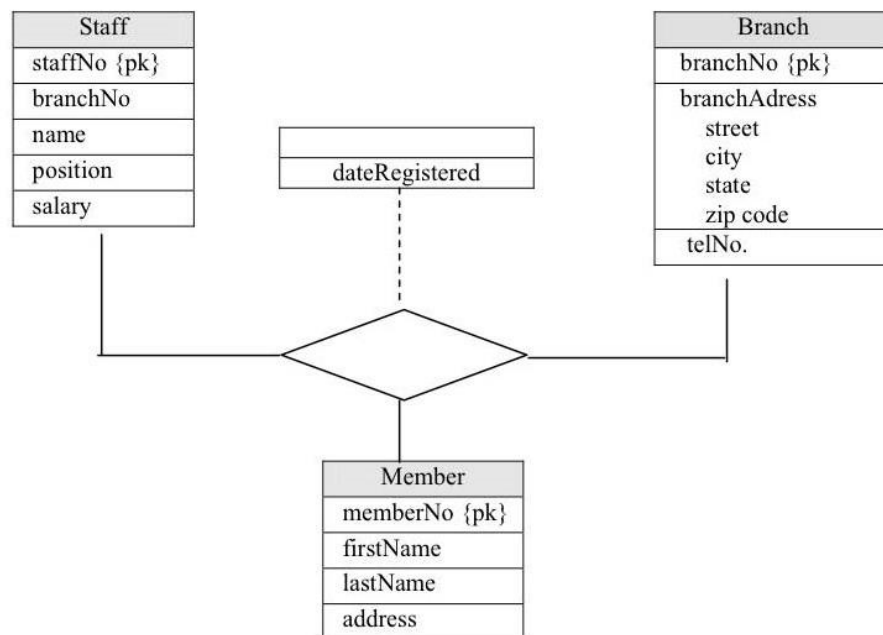 Staff
staffNo {pk}
branchNo
name
position
salary
dateRegistered
Branch
branchNo {pk}
branchAdress
street
city
state
zip code
telNo.
Member
memberNo {pk}
firstName
lastName
address